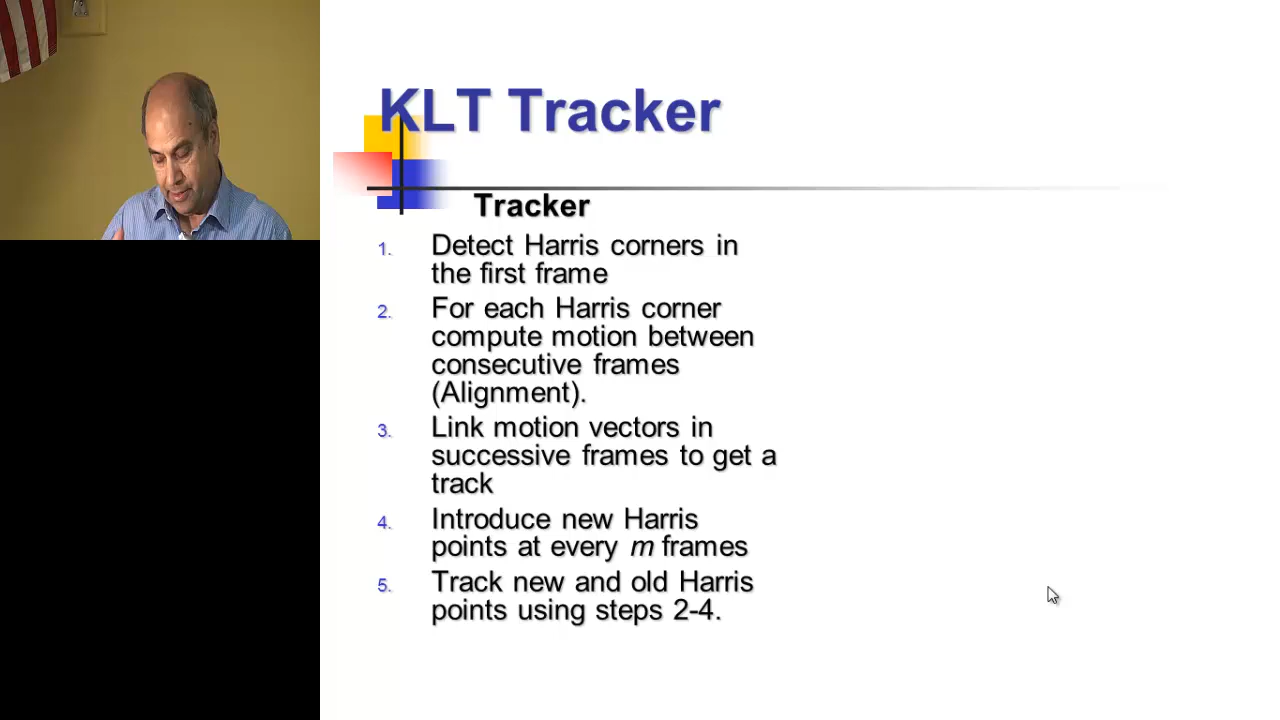 KLT Tracker
Tracker
1. Detect Harris corners in
the first frame
2. For each Harris corner
compute motion between
consecutive frames
(Alignment).
3. Link motion vectors in
successive frames to get a
track
4. Introduce new Harris
points at every m frames
5. Track new and old Harris
points using steps 2-4.